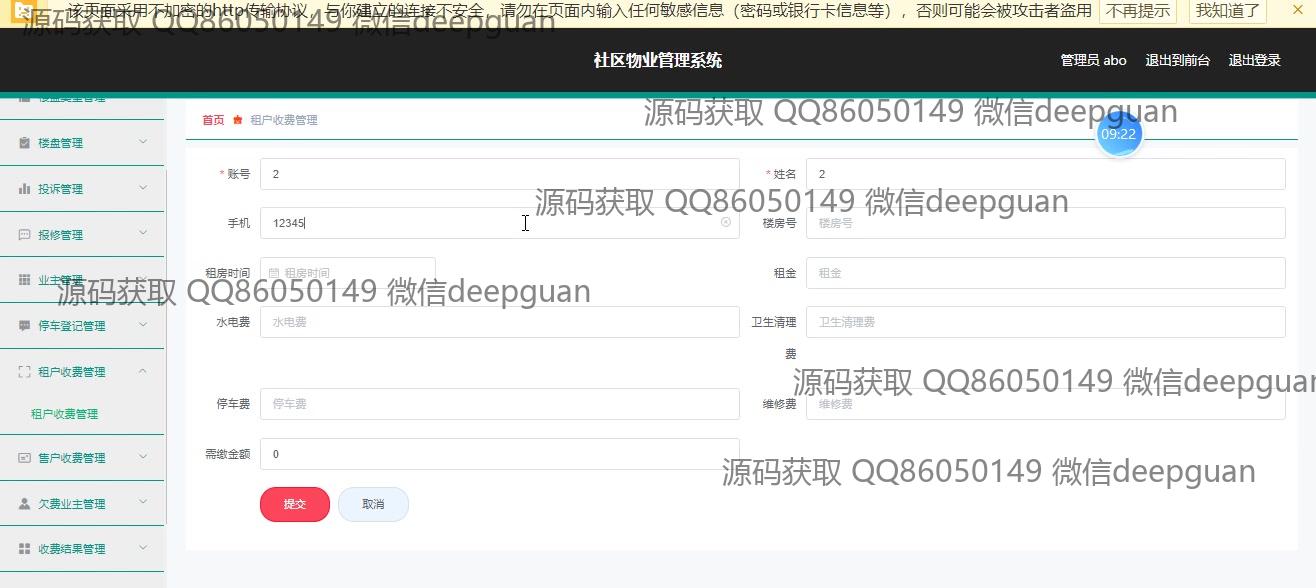 该页面采用不加密的http传输协议，与你建立的连接不安全，请勿在页面内输入任何敏感信息（密码或银行卡信息等），否则可能会被攻击者盗用 不再提示 我知道了
源码获取 QQ86050149 微信deepguan
社区物业管理系统 管理员 abo 退出到前台 退出登录
楼盘类型管理
首页 租户收费管理
源码获取 QQ86050149 微信deepguan
09:22
楼盘管理
* 账号 2 * 姓名 2
投诉管理
源码获取 QQ86050149 微信deepguan
手机 12345 楼房号 楼房号
报修管理
租房时间 租房时间 租金 租金
业主管理
源码获取 QQ86050149 微信deepguan
水电费 水电费 卫生清理费 卫生清理费
停车登记管理
租户收费管理
源码获取 QQ86050149 微信deepguan
停车费 停车费 维修费 维修费
租户收费管理
需缴金额 0
售户收费管理
源码获取 QQ86050149 微信deepguan
提交 取消
欠费业主管理
收费结果管理